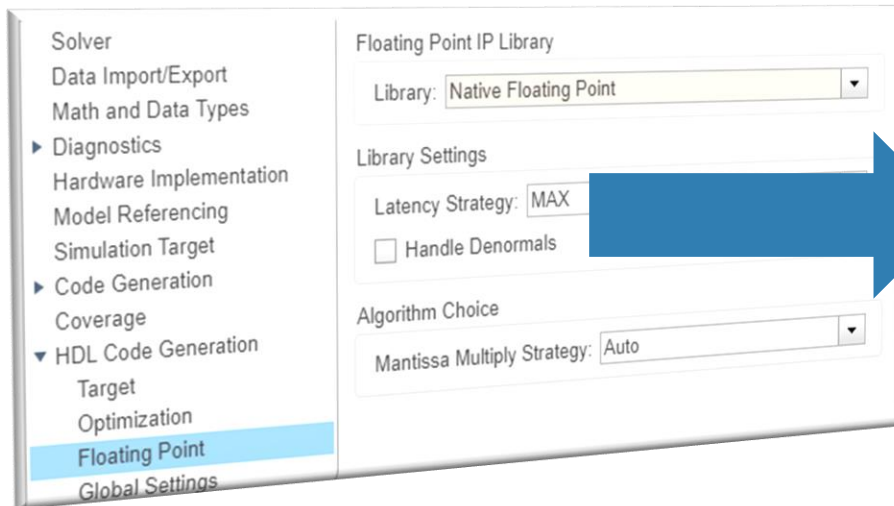 Solver
Data Import/Export
Math and Data Types
Diagnostics
Hardware Implementation
Model Referencing
Simulation Target
Code Generation
Coverage
HDL Code Generation
Target
Optimization
Floating Point
Global Settings
Floating Point IP Library
Library: Native Floating Point
Library Settings
Latency Strategy: MAX
Handle Denormals
Algorithm Choice
Mantissa Multiply Strategy: Auto